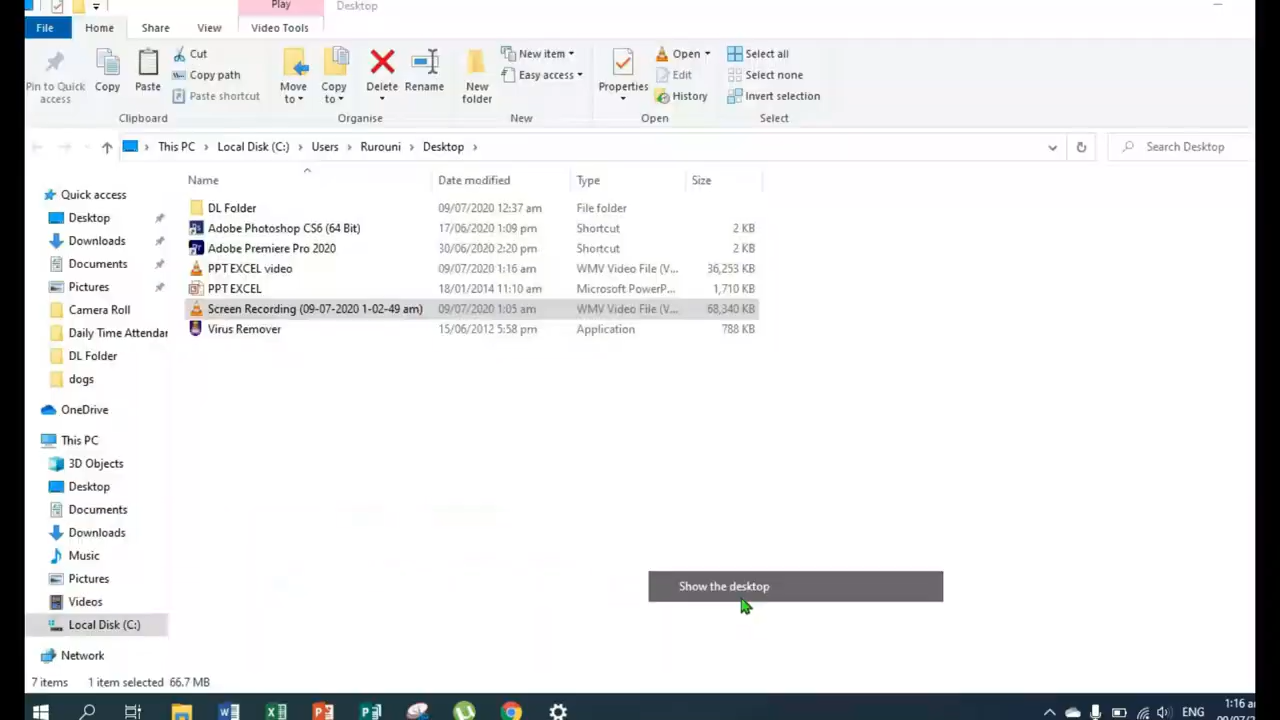 Play
Desktop
File
Home
Share
View
Video Tools
Pin to Quick access
Copy
Paste
Cut
Copy path
Paste shortcut
Move to
Copy to
Delete
Rename
New folder
New item
Easy access
Properties
Open
Edit
History
Select all
Select none
Invert selection
Clipboard
Organise
New
Open
Select
This PC > Local Disk (C:) > Users > Rurouni > Desktop >
Search Desktop
Name Date modified Type Size
DL Folder 09/07/2020 12:37 am File folder
Adobe Photoshop CS6 (64 Bit) 17/06/2020 1:09 pm Shortcut 2 KB
Adobe Premiere Pro 2020 30/06/2020 2:20 pm Shortcut 2 KB
PPT EXCEL video 09/07/2020 1:16 am WMV Video File (V... 36,253 KB
PPT EXCEL 18/01/2014 11:10 am Microsoft PowerP... 1,710 KB
Screen Recording (09-07-2020 1-02-49 am) 09/07/2020 1:05 am WMV Video File (V... 68,340 KB
Virus Remover 15/06/2012 5:58 pm Application 788 KB
Quick access
Desktop
Downloads
Documents
Pictures
Camera Roll
Daily Time Attendar
DL Folder
dogs
OneDrive
This PC
3D Objects
Desktop
Documents
Downloads
Music
Pictures
Videos
Local Disk (C:)
Network
Show the desktop
7 items 1 item selected 66.7 MB
ENG
1:16 am